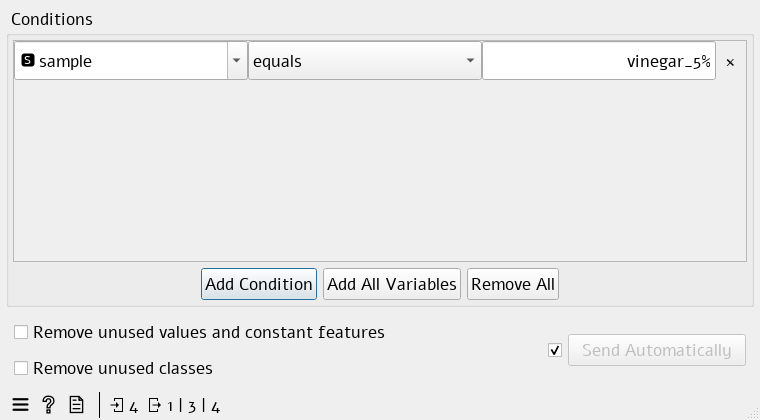 Conditions
S sample equals vinegar_5% ×
Add Condition Add All Variables Remove All
Remove unused values and constant features
Send Automatically
Remove unused classes
? 4 1 | 3 | 4